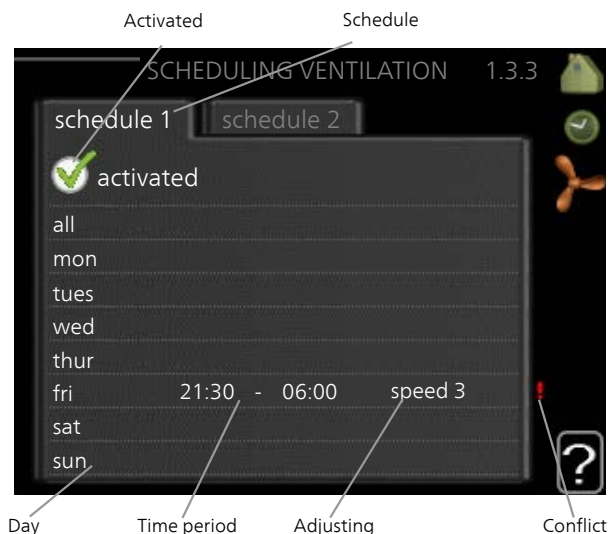 Activated Schedule
SCHEDULING VENTILATION 1.3.3
schedule 1 schedule 2
activated
all
mon
tues
wed
thur
fri 21:30 - 06:00 speed 3 !
sat
sun
?
Day Time period Adjusting Conflict